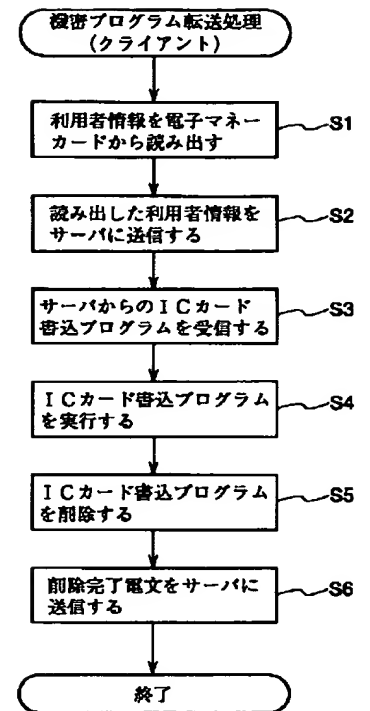 機密プログラム転送処理
(クライアント)
利用者情報を電子マネー
カードから読み出す
S1
読み出した利用者情報を
サーバに送信する
S2
サーバからのICカード
書込プログラムを受信する
S3
ICカード書込プログラム
を実行する
S4
ICカード書込プログラム
を削除する
S5
削除完了電文をサーバに
送信する
S6
終了